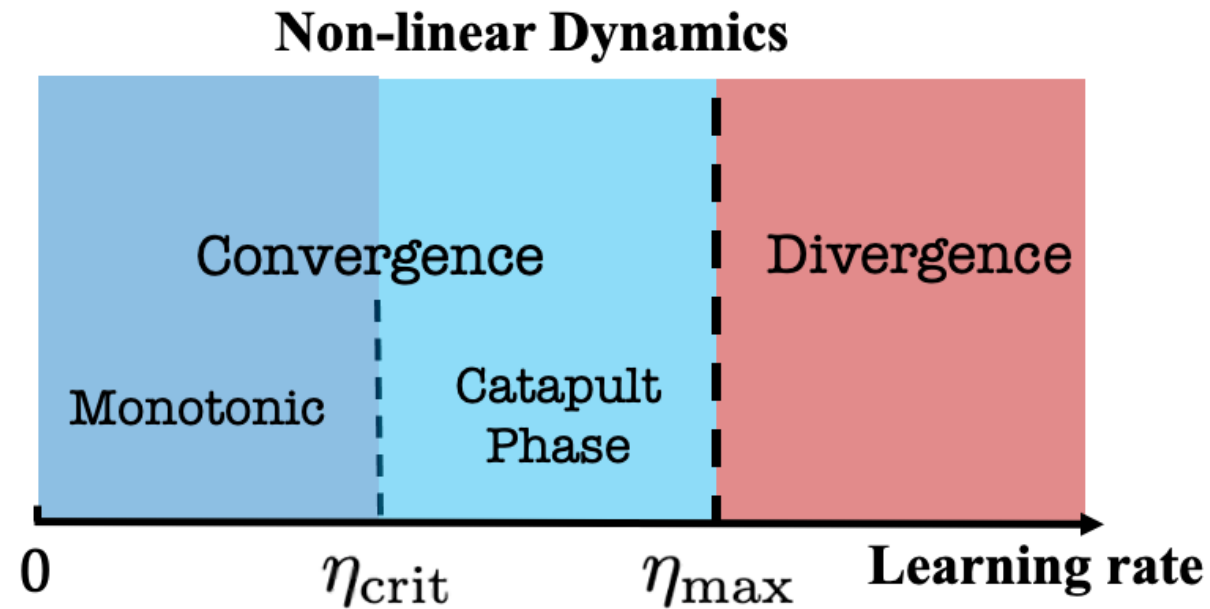 Non-linear Dynamics
Convergence
Divergence
Monotonic
Catapult
Phase
0
η_crit
η_max
Learning rate